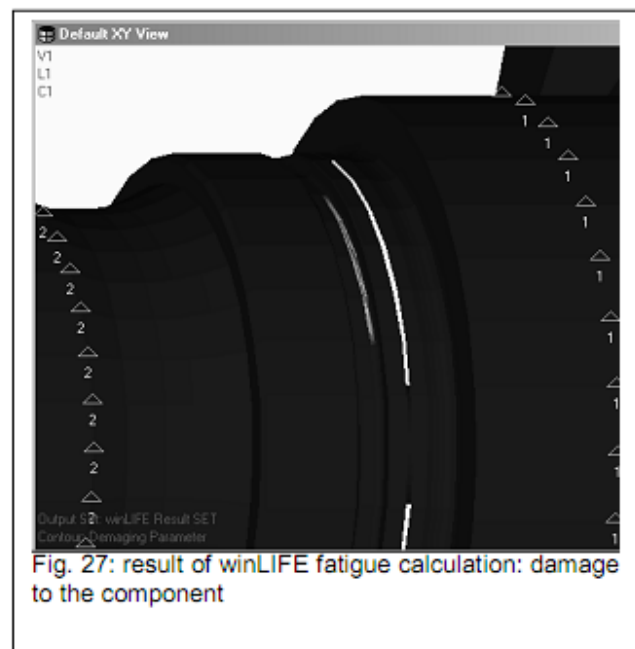 Default XY View
V1
L1
C1
1
1
1
1
1
1
1
1
1
2
2
2
2
2
2
2
2
Output Set: winLIFE Result SET
Contour: Demaging Parameter
Fig. 27: result of winLIFE fatigue calculation: damage
to the component